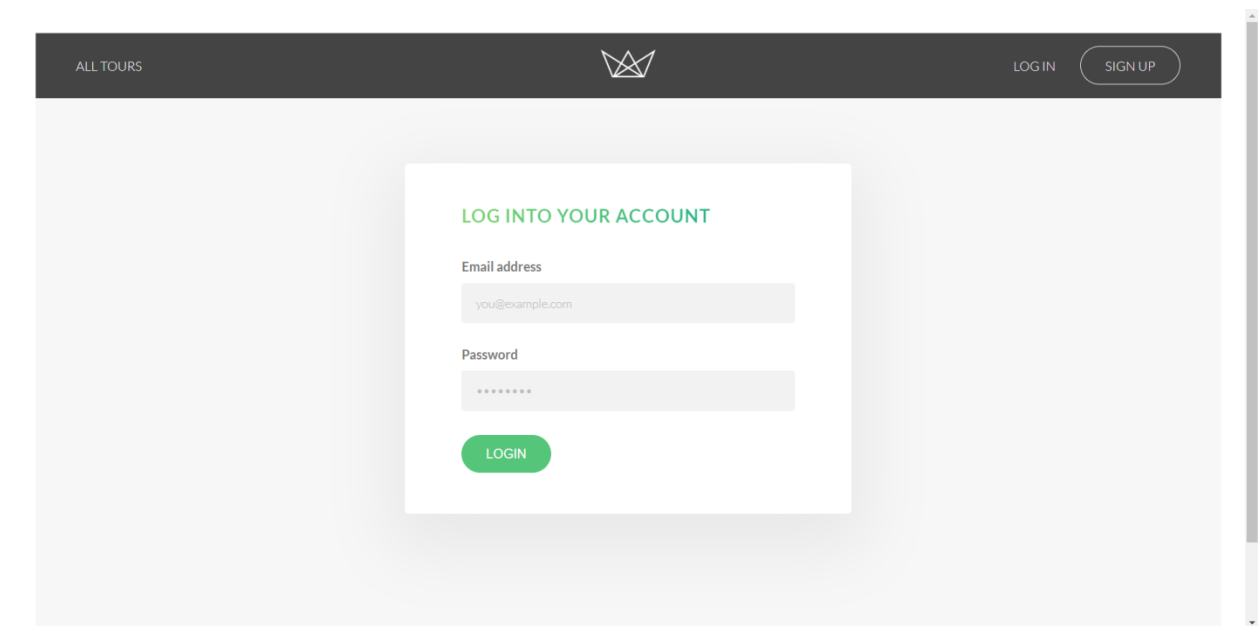 ALL TOURS
LOG IN
SIGN UP
LOG INTO YOUR ACCOUNT
Email address
you@example.com
Password
••••••••
LOGIN